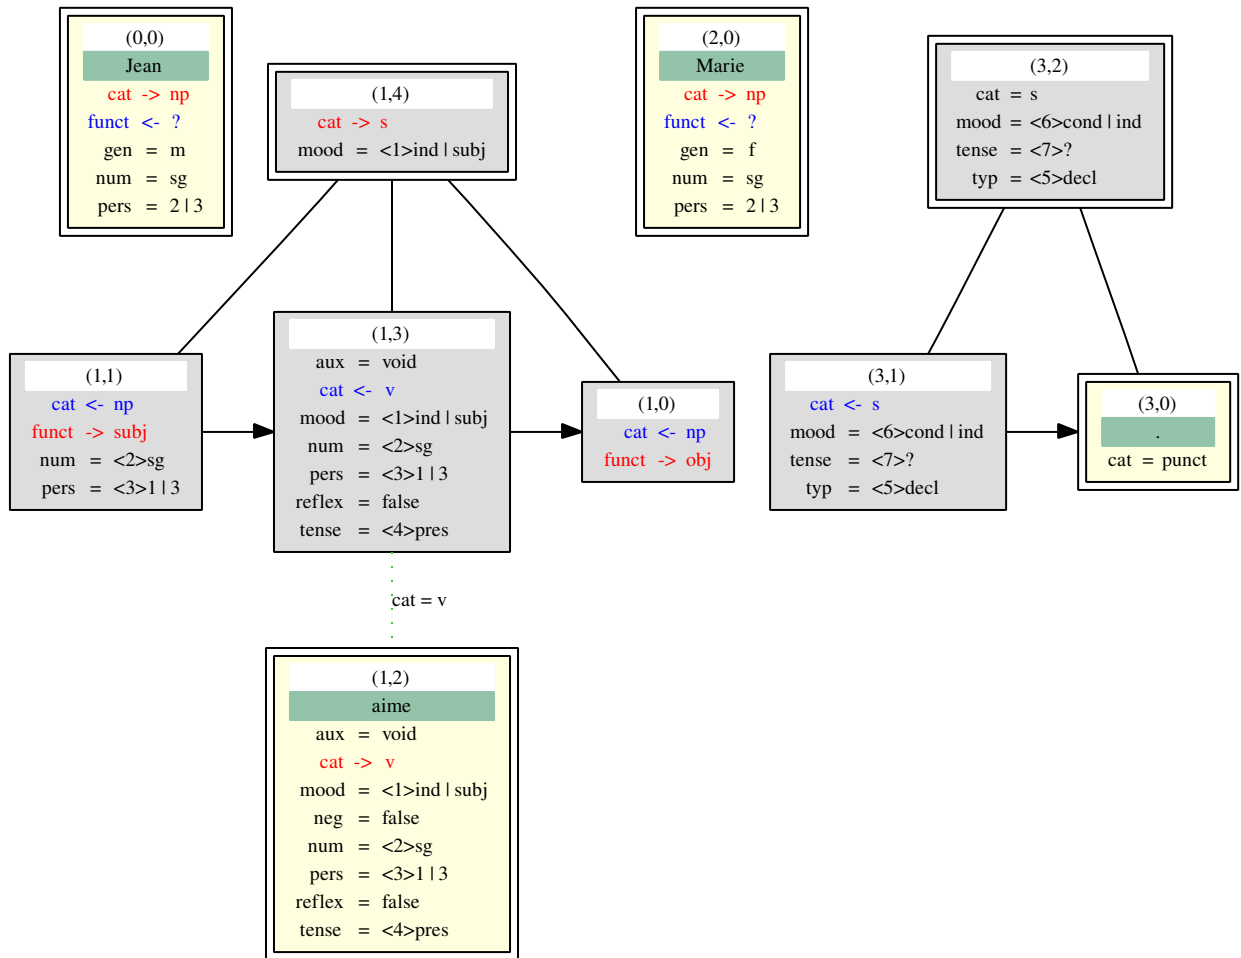 (0,0)
Jean
cat -> np
funct <- ?
gen = m
num = sg
pers = 2 | 3
(1,4)
cat -> s
mood = <1>ind | subj
(2,0)
Marie
cat -> np
funct <- ?
gen = f
num = sg
pers = 2 | 3
(3,2)
cat = s
mood = <6>cond | ind
tense = <7>?
typ = <5>decl
(1,1)
cat <- np
funct -> subj
num = <2>sg
pers = <3>1 | 3
(1,3)
aux = void
cat <- v
mood = <1>ind | subj
num = <2>sg
pers = <3>1 | 3
reflex = false
tense = <4>pres
(1,0)
cat <- np
funct -> obj
(3,1)
cat <- s
mood = <6>cond | ind
tense = <7>?
typ = <5>decl
(3,0)
.
cat = punct
cat = v
(1,2)
aime
aux = void
cat -> v
mood = <1>ind | subj
neg = false
num = <2>sg
pers = <3>1 | 3
reflex = false
tense = <4>pres